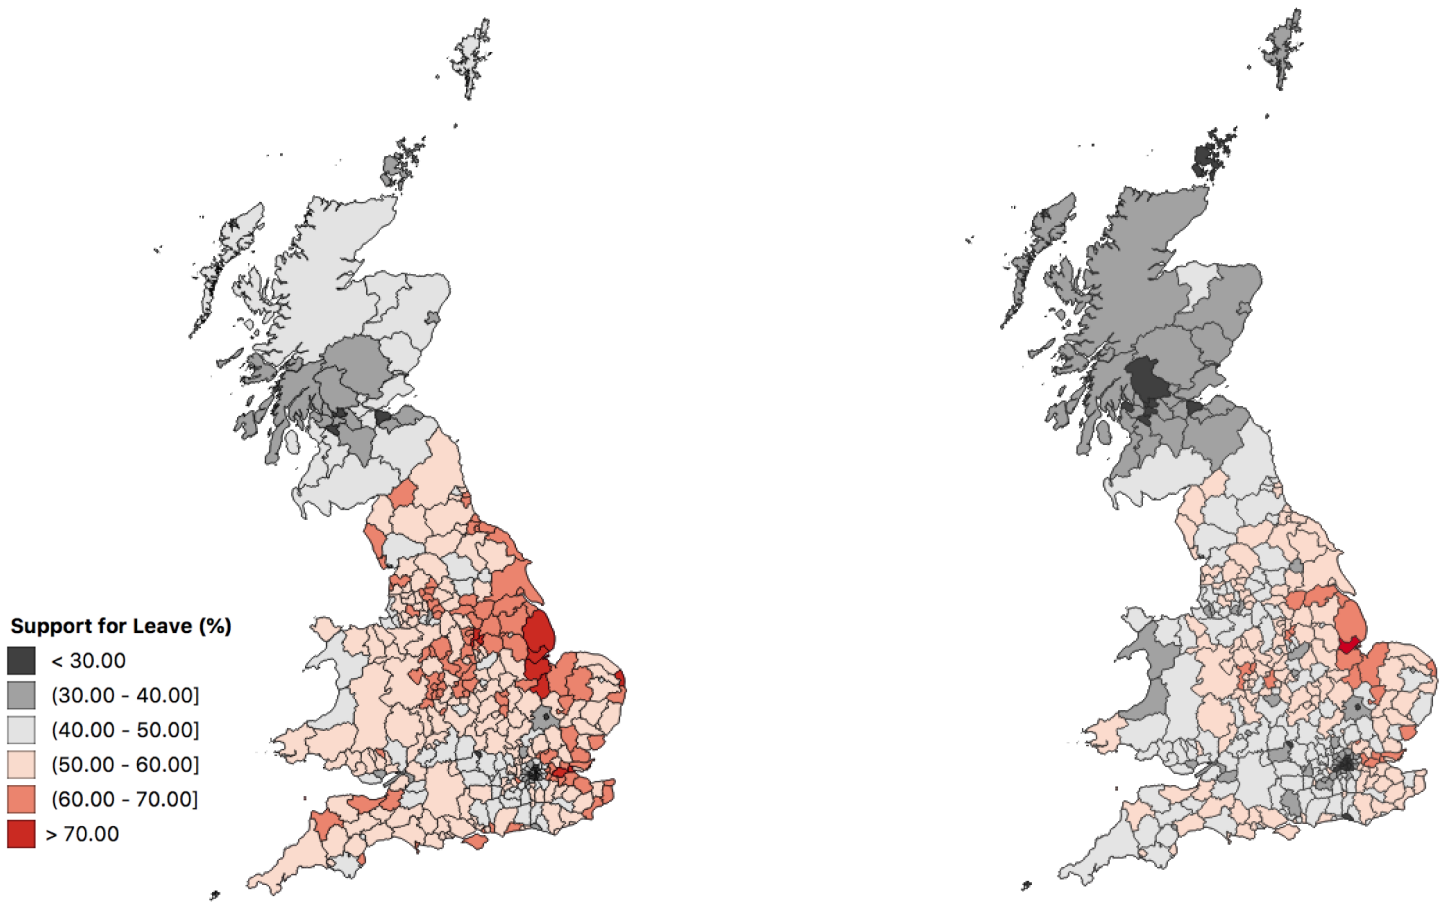 Support for Leave (%)
< 30.00
(30.00 - 40.00]
(40.00 - 50.00]
(50.00 - 60.00]
(60.00 - 70.00]
> 70.00